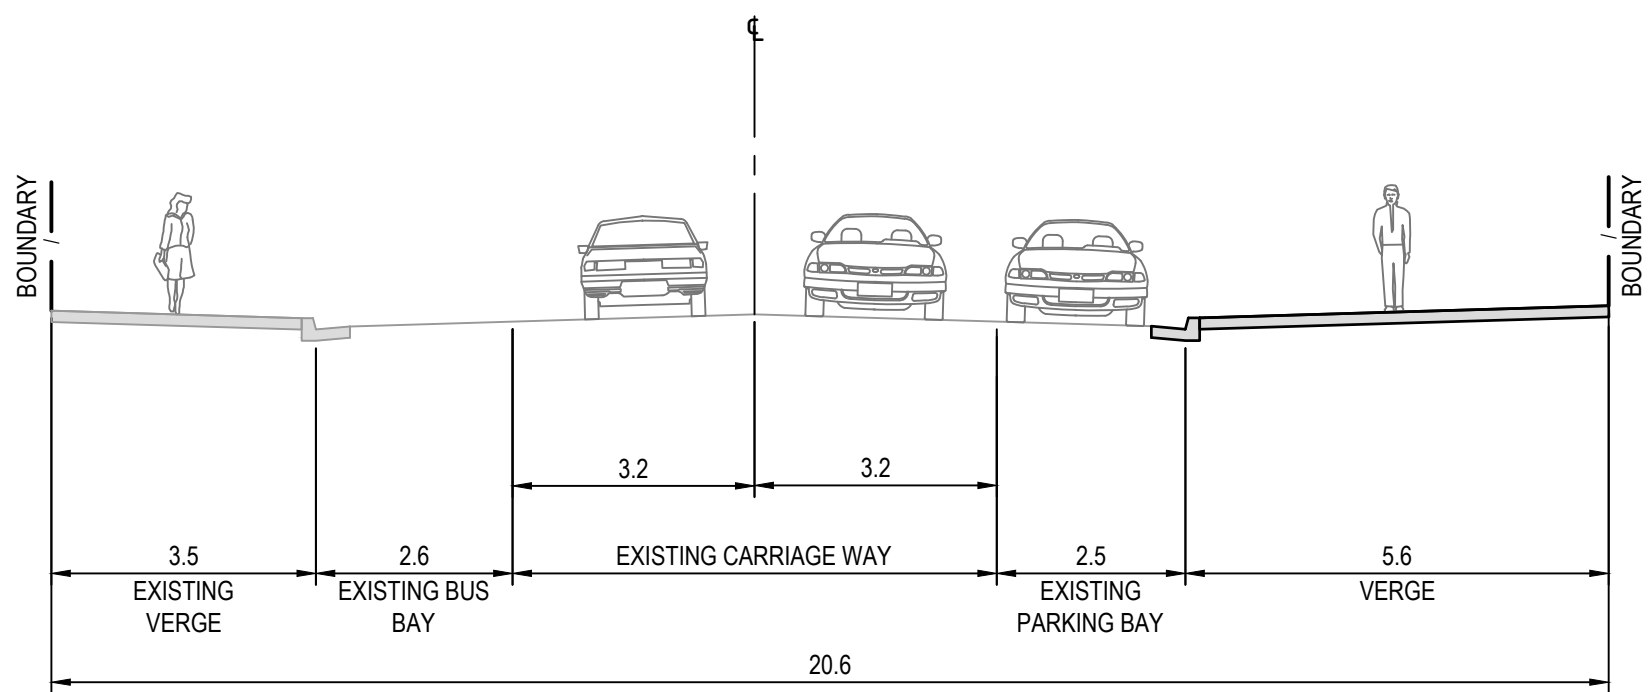 ℄
BOUNDARY
BOUNDARY
3.2
3.2
3.5
2.6
EXISTING CARRIAGE WAY
2.5
5.6
EXISTING
VERGE
EXISTING BUS
BAY
EXISTING
PARKING BAY
VERGE
20.6